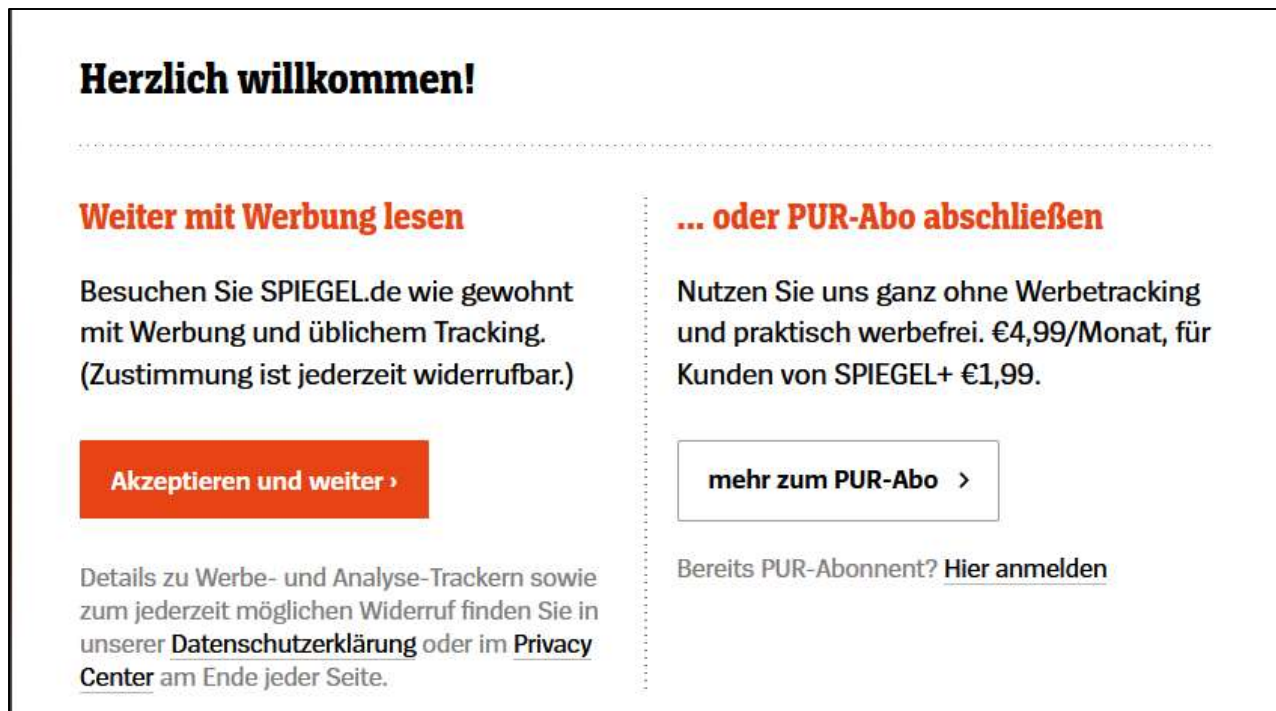 Herzlich willkommen!
Weiter mit Werbung lesen
Besuchen Sie SPIEGEL.de wie gewohnt
mit Werbung und üblichem Tracking.
(Zustimmung ist jederzeit widerrufbar.)
Akzeptieren und weiter ›
Details zu Werbe- und Analyse-Trackern sowie
zum jederzeit möglichen Widerruf finden Sie in
unserer Datenschutzerklärung oder im Privacy
Center am Ende jeder Seite.
... oder PUR-Abo abschließen
Nutzen Sie uns ganz ohne Werbetracking
und praktisch werbefrei. €4,99/Monat, für
Kunden von SPIEGEL+ €1,99.
mehr zum PUR-Abo ›
Bereits PUR-Abonnent? Hier anmelden